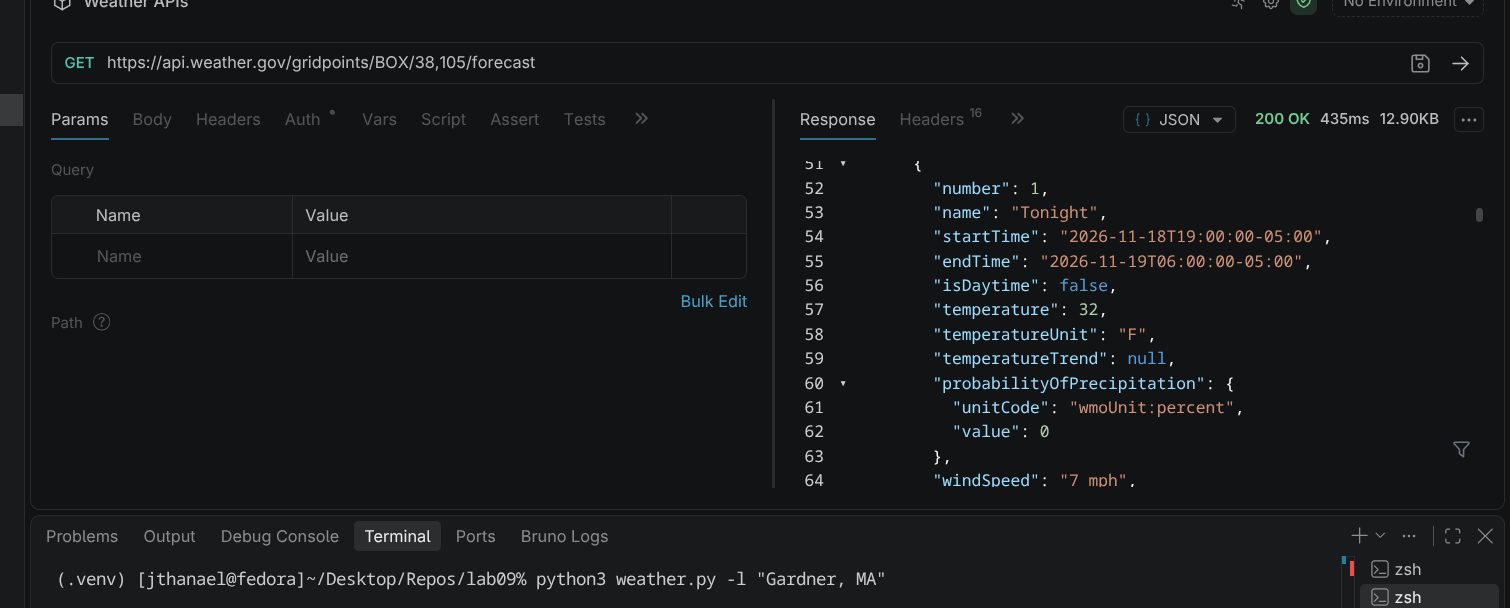 Weather APIs
No Environment
GET https://api.weather.gov/gridpoints/BOX/38,105/forecast
Params Body Headers Auth Vars Script Assert Tests
Query
Name Value
Name Value
Bulk Edit
Path ?
Response Headers 16 { } JSON 200 OK 435ms 12.90KB
51 {
52 "number": 1,
53 "name": "Tonight",
54 "startTime": "2026-11-18T19:00:00-05:00",
55 "endTime": "2026-11-19T06:00:00-05:00",
56 "isDaytime": false,
57 "temperature": 32,
58 "temperatureUnit": "F",
59 "temperatureTrend": null,
60 "probabilityOfPrecipitation": {
61 "unitCode": "wmoUnit:percent",
62 "value": 0
63 },
64 "windSpeed": "7 mph",
Problems Output Debug Console Terminal Ports Bruno Logs
(.venv) [jthanael@fedora]~/Desktop/Repos/lab09% python3 weather.py -l "Gardner, MA"
zsh
zsh